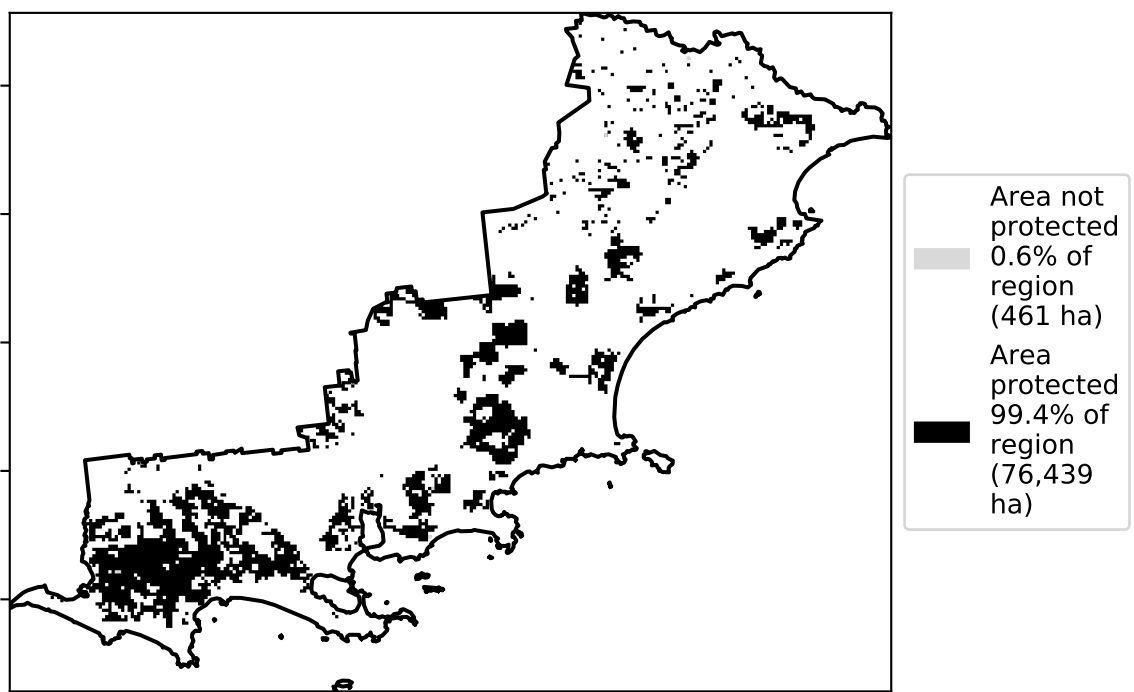 Area not
protected
0.6% of
region
(461 ha)
Area
protected
99.4% of
region
(76,439
ha)